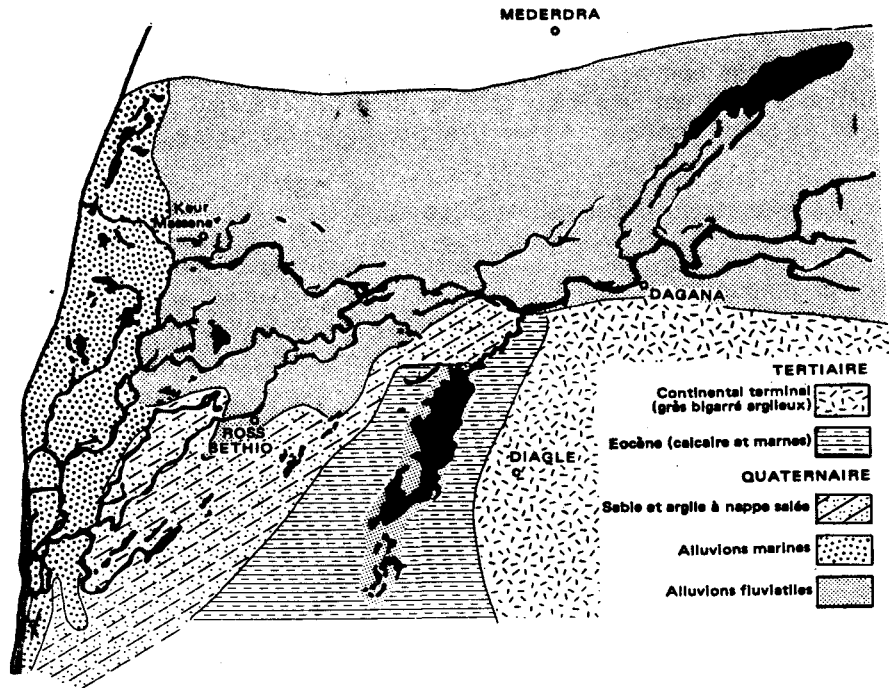 MEDERDRA
Keur
Massene
DAGANA
ROSS
BETHIO
DIAGLE
TERTIAIRE
Continental terminal
(grès bigarré argileux)
Eocène (calcaire et marnes)
QUATERNAIRE
Sable et argile à nappe salée
Alluvions marines
Alluvions fluviatiles